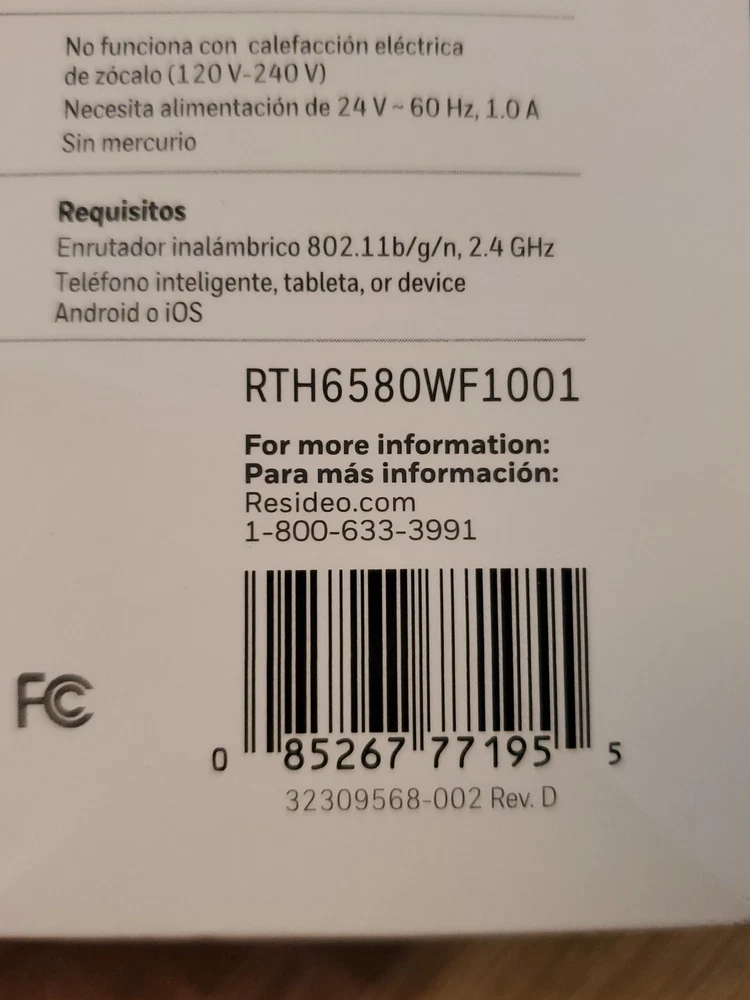 No funciona con calefacción eléctrica
de zócalo (120 V-240 V)
Necesita alimentación de 24 V ~ 60 Hz, 1.0 A
Sin mercurio
Requisitos
Enrutador inalámbrico 802.11b/g/n, 2.4 GHz
Teléfono inteligente, tableta, or device
Android o iOS
RTH6580WF1001
For more information:
Para más información:
Resideo.com
1-800-633-3991
FC
0 85267 77195 5
32309568-002 Rev. D